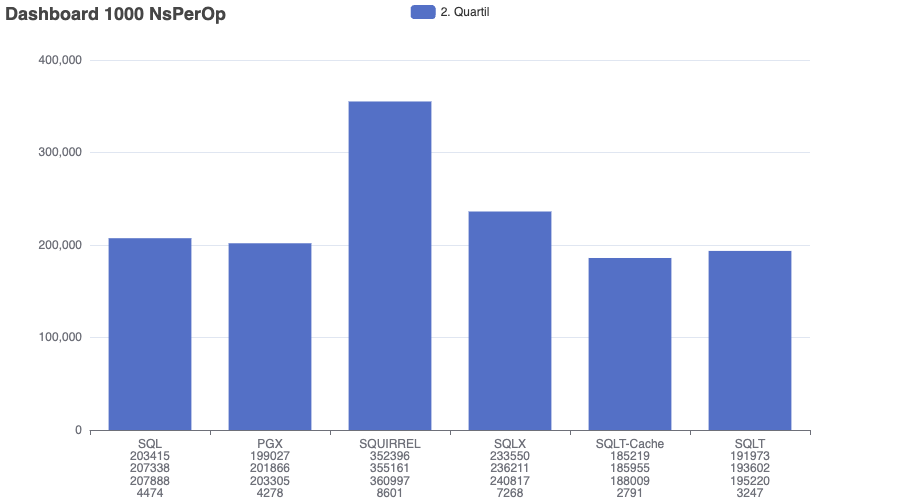 Dashboard 1000 NsPerOp
2. Quartil
400,000
300,000
200,000
100,000
0
SQL PGX SQUIRREL SQLX SQLT-Cache SQLT
203415 199027 352396 233550 185219 191973
207338 201866 355161 236211 185955 193602
207888 203305 360997 240817 188009 195220
4474 4278 8601 7268 2791 3247